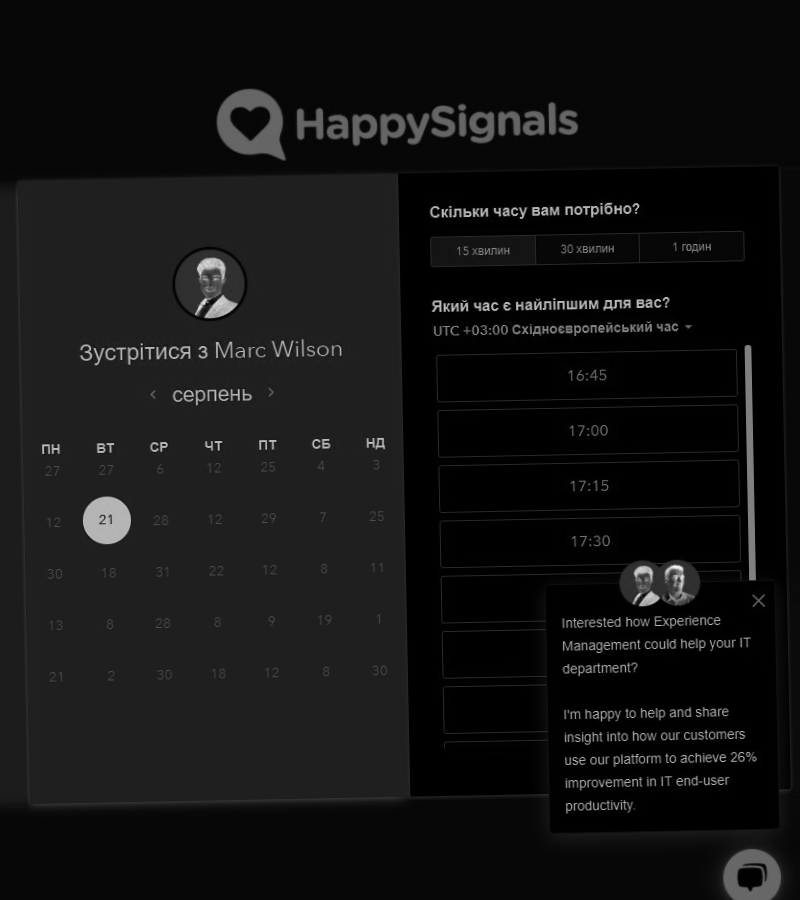 HappySignals
Зустрітися з Marc Wilson
серпень
ПН ВТ СР ЧТ ПТ СБ НД
27 27 6 12 25 4 3
12 21 28 12 29 7 25
30 18 31 22 12 8 11
13 8 28 8 9 19 1
21 2 30 18 12 8 30
Скільки часу вам потрібно?
15 хвилин 30 хвилин 1 годин
Який час є найліпшим для вас?
UTC +03:00 Східноєвропейський час
16:45
17:00
17:15
17:30
Interested how Experience
Management could help your IT
department?
I'm happy to help and share
insight into how our customers
use our platform to achieve 26%
improvement in IT end-user
productivity.